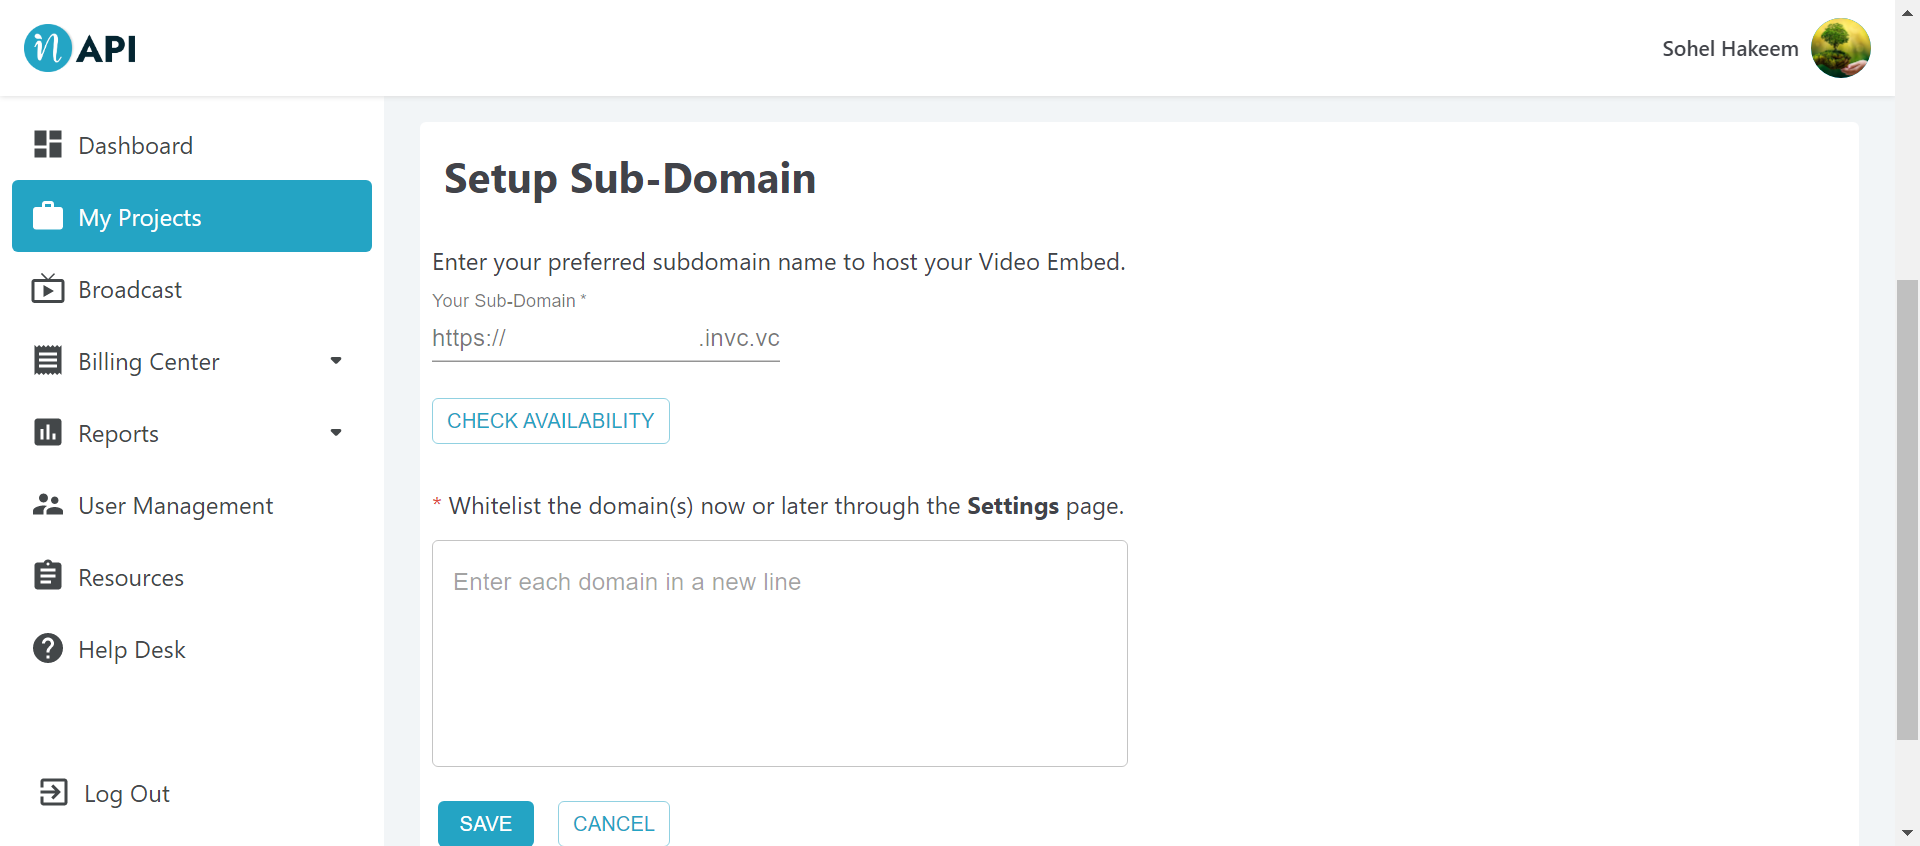 in API
Sohel Hakeem
Dashboard
My Projects
Broadcast
Billing Center
Reports
User Management
Resources
Help Desk
Log Out
Setup Sub-Domain
Enter your preferred subdomain name to host your Video Embed.
Your Sub-Domain *
https:// .invc.vc
CHECK AVAILABILITY
* Whitelist the domain(s) now or later through the Settings page.
Enter each domain in a new line
SAVE CANCEL